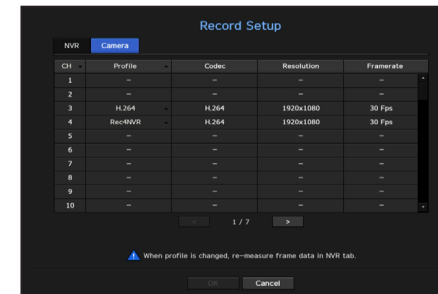 Record Setup
NVR Camera
CH Profile Codec Resolution Framerate
1 – – – –
2 – – – –
3 H.264 H.264 1920x1080 30 Fps
4 Rec4NVR H.264 1920x1080 30 Fps
5 – – – –
6 – – – –
7 – – – –
8 – – – –
9 – – – –
10 – – – –
< 1 / 7 >
When profile is changed, re-measure frame data in NVR tab.
OK Cancel